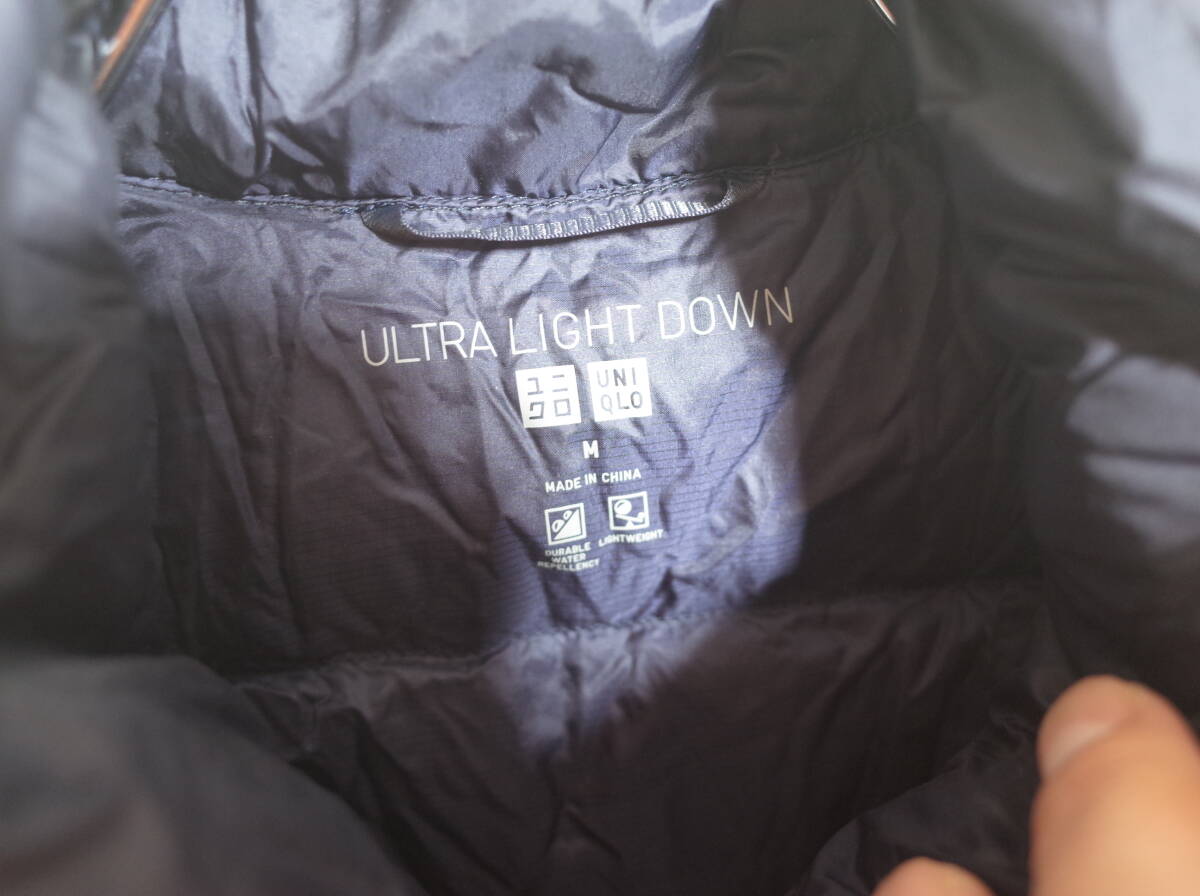 ULTRA LIGHT DOWN
ユニ
クロ
UNI
QLO
M
MADE IN CHINA
DURABLE
WATER
REPELLENCY
LIGHTWEIGHT